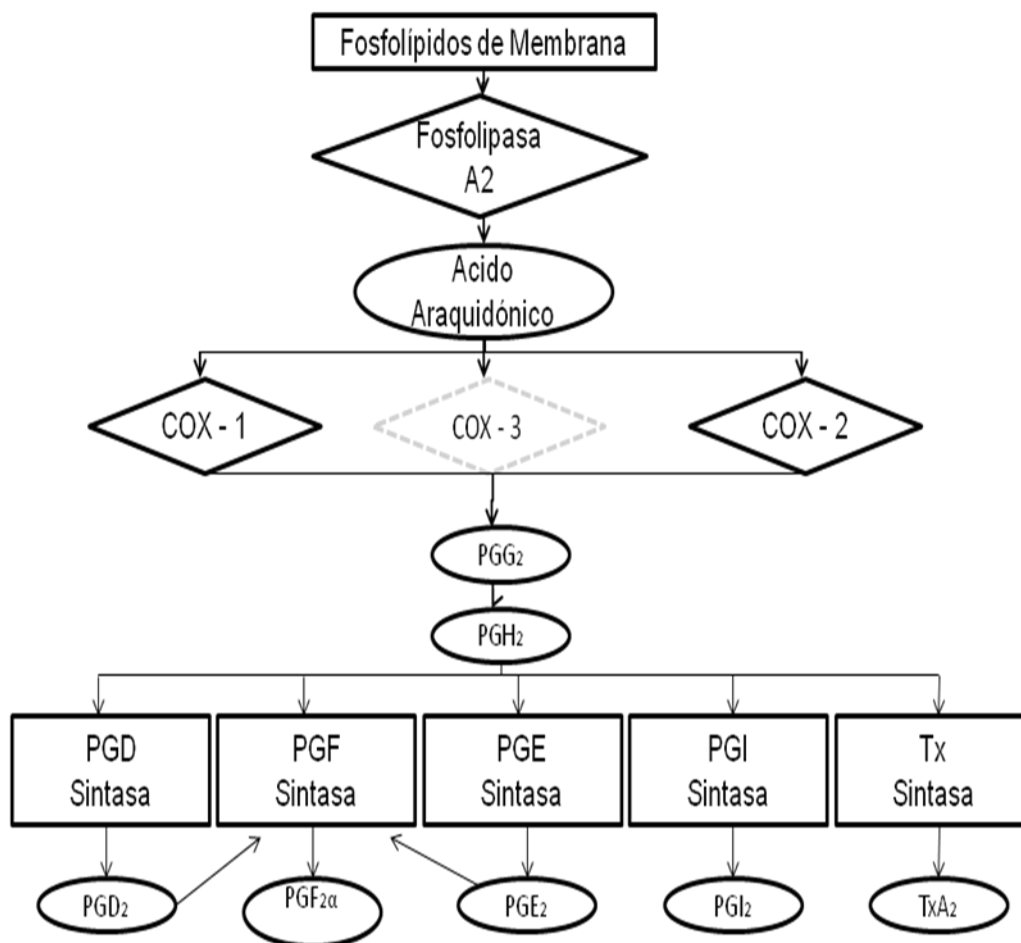 Fosfolípidos de Membrana
Fosfolipasa
A2
Acido
Araquidónico
COX - 1
COX - 3
COX - 2
PGG₂
PGH₂
PGD
Sintasa
PGF
Sintasa
PGE
Sintasa
PGI
Sintasa
Tx
Sintasa
PGD₂
PGF₂α
PGE₂
PGI₂
TxA₂